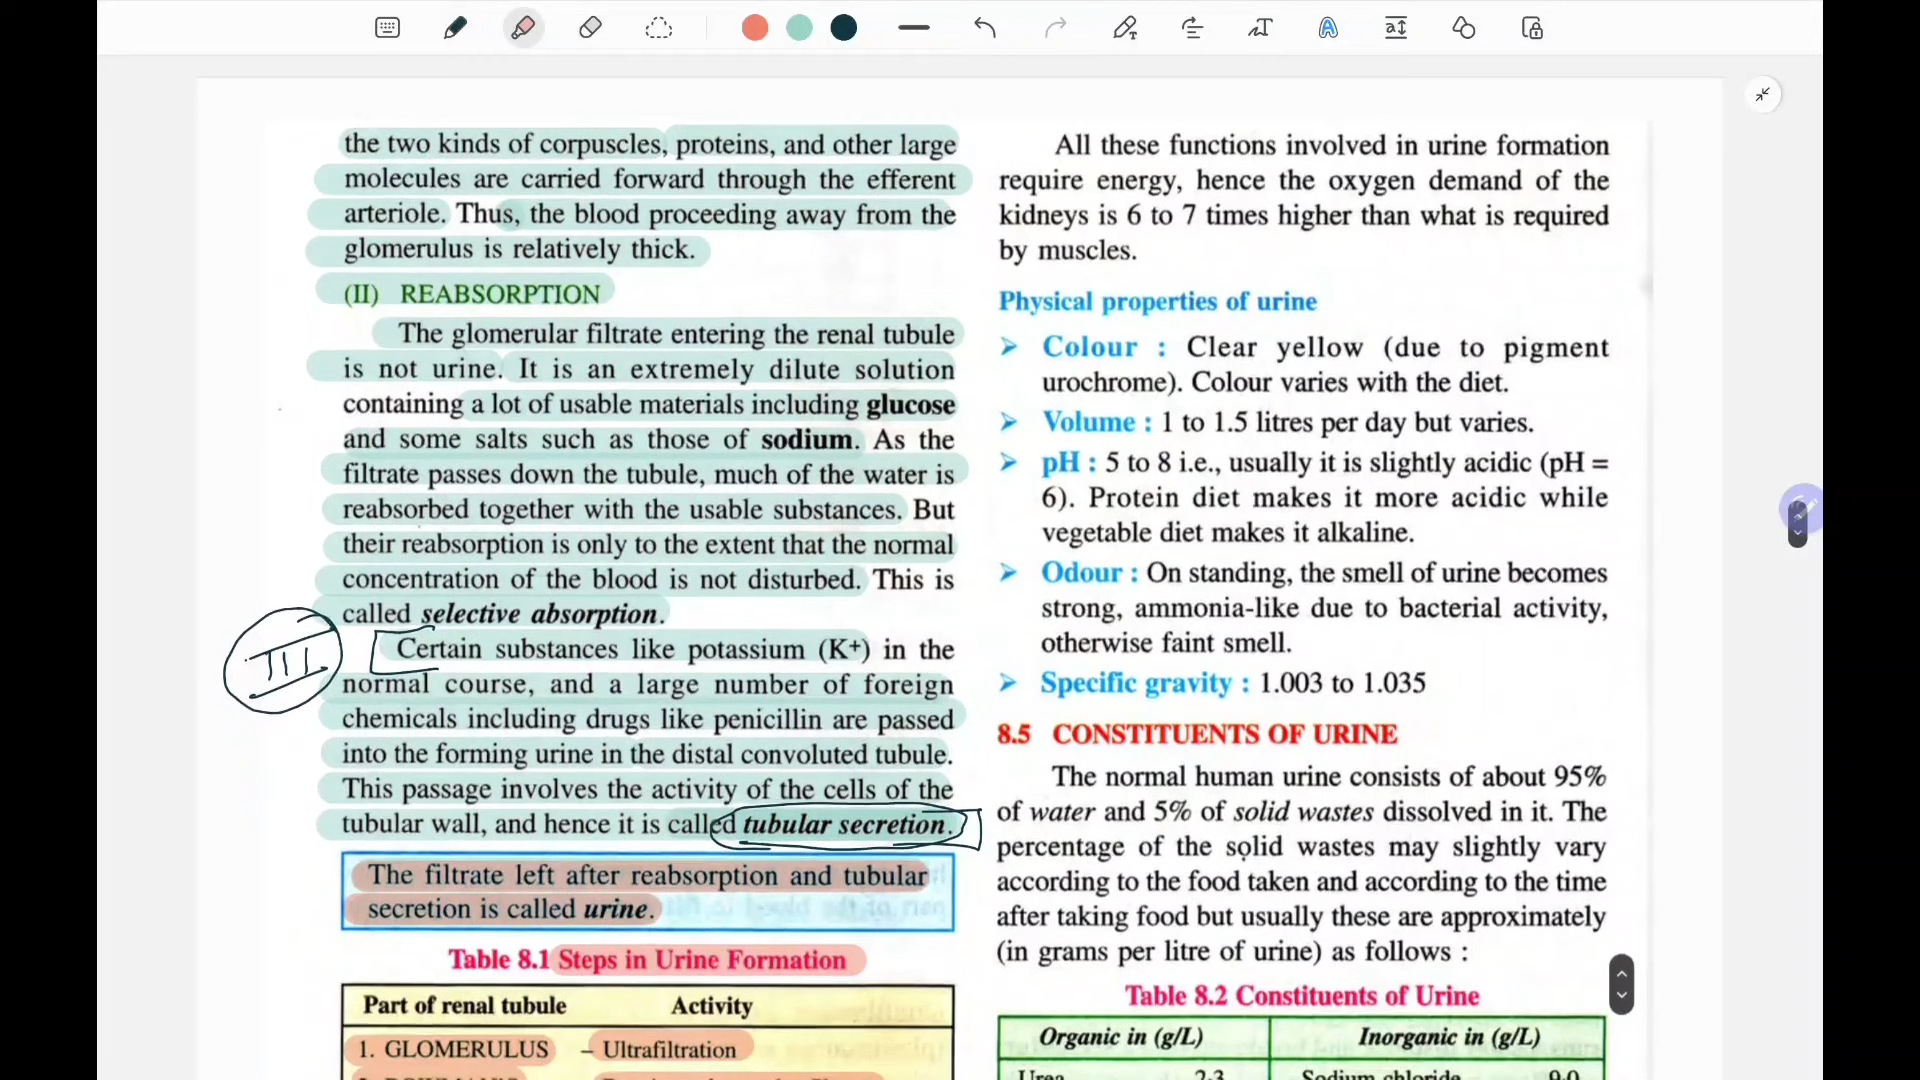 the two kinds of corpuscles, proteins, and other large
molecules are carried forward through the efferent
arteriole. Thus, the blood proceeding away from the
glomerulus is relatively thick.
(II) REABSORPTION
The glomerular filtrate entering the renal tubule
is not urine. It is an extremely dilute solution
containing a lot of usable materials including glucose
and some salts such as those of sodium. As the
filtrate passes down the tubule, much of the water is
reabsorbed together with the usable substances. But
their reabsorption is only to the extent that the normal
concentration of the blood is not disturbed. This is
called selective absorption.
III
Certain substances like potassium (K+) in the
normal course, and a large number of foreign
chemicals including drugs like penicillin are passed
into the forming urine in the distal convoluted tubule.
This passage involves the activity of the cells of the
tubular wall, and hence it is called tubular secretion.
The filtrate left after reabsorption and tubular
secretion is called urine.
Table 8.1 Steps in Urine Formation
Part of renal tubule Activity
1. GLOMERULUS – Ultrafiltration
All these functions involved in urine formation
require energy, hence the oxygen demand of the
kidneys is 6 to 7 times higher than what is required
by muscles.
Physical properties of urine
➢ Colour : Clear yellow (due to pigment
urochrome). Colour varies with the diet.
➢ Volume : 1 to 1.5 litres per day but varies.
➢ pH : 5 to 8 i.e., usually it is slightly acidic (pH =
6). Protein diet makes it more acidic while
vegetable diet makes it alkaline.
➢ Odour : On standing, the smell of urine becomes
strong, ammonia-like due to bacterial activity,
otherwise faint smell.
➢ Specific gravity : 1.003 to 1.035
8.5 CONSTITUENTS OF URINE
The normal human urine consists of about 95%
of water and 5% of solid wastes dissolved in it. The
percentage of the solid wastes may slightly vary
according to the food taken and according to the time
after taking food but usually these are approximately
(in grams per litre of urine) as follows :
Table 8.2 Constituents of Urine
Organic in (g/L) Inorganic in (g/L)
Urea 2.3 Sodium chloride 9.0